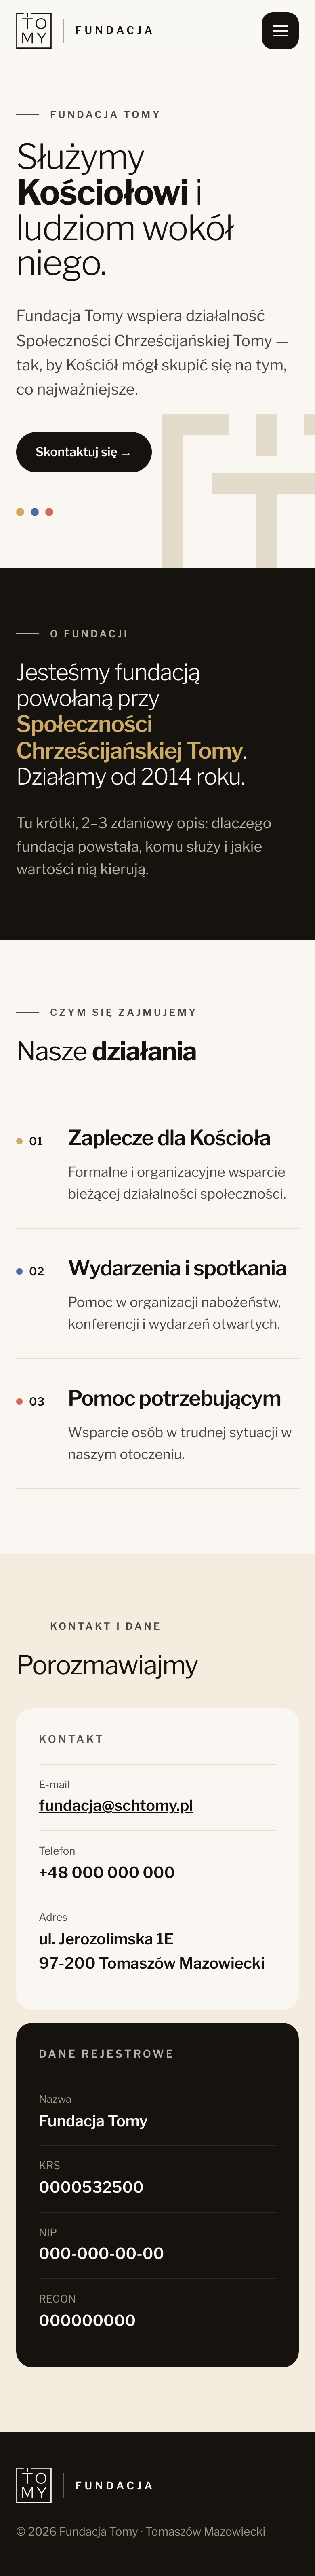 TO
MY
FUNDACJA
FUNDACJA TOMY
Służymy
Kościołowi i
ludziom wokół
niego.
Fundacja Tomy wspiera działalność
Społeczności Chrześcijańskiej Tomy —
tak, by Kościół mógł skupić się na tym,
co najważniejsze.
Skontaktuj się →
O FUNDACJI
Jesteśmy fundacją
powołaną przy
Społeczności
Chrześcijańskiej Tomy.
Działamy od 2014 roku.
Tu krótki, 2–3 zdaniowy opis: dlaczego
fundacja powstała, komu służy i jakie
wartości nią kierują.
CZYM SIĘ ZAJMUJEMY
Nasze działania
01 Zaplecze dla Kościoła
Formalne i organizacyjne wsparcie
bieżącej działalności społeczności.
02 Wydarzenia i spotkania
Pomoc w organizacji nabożeństw,
konferencji i wydarzeń otwartych.
03 Pomoc potrzebującym
Wsparcie osób w trudnej sytuacji w
naszym otoczeniu.
KONTAKT I DANE
Porozmawiajmy
KONTAKT
E-mail
fundacja@schtomy.pl
Telefon
+48 000 000 000
Adres
ul. Jerozolimska 1E
97-200 Tomaszów Mazowiecki
DANE REJESTROWE
Nazwa
Fundacja Tomy
KRS
0000532500
NIP
000-000-00-00
REGON
000000000
TO
MY
FUNDACJA
© 2026 Fundacja Tomy · Tomaszów Mazowiecki